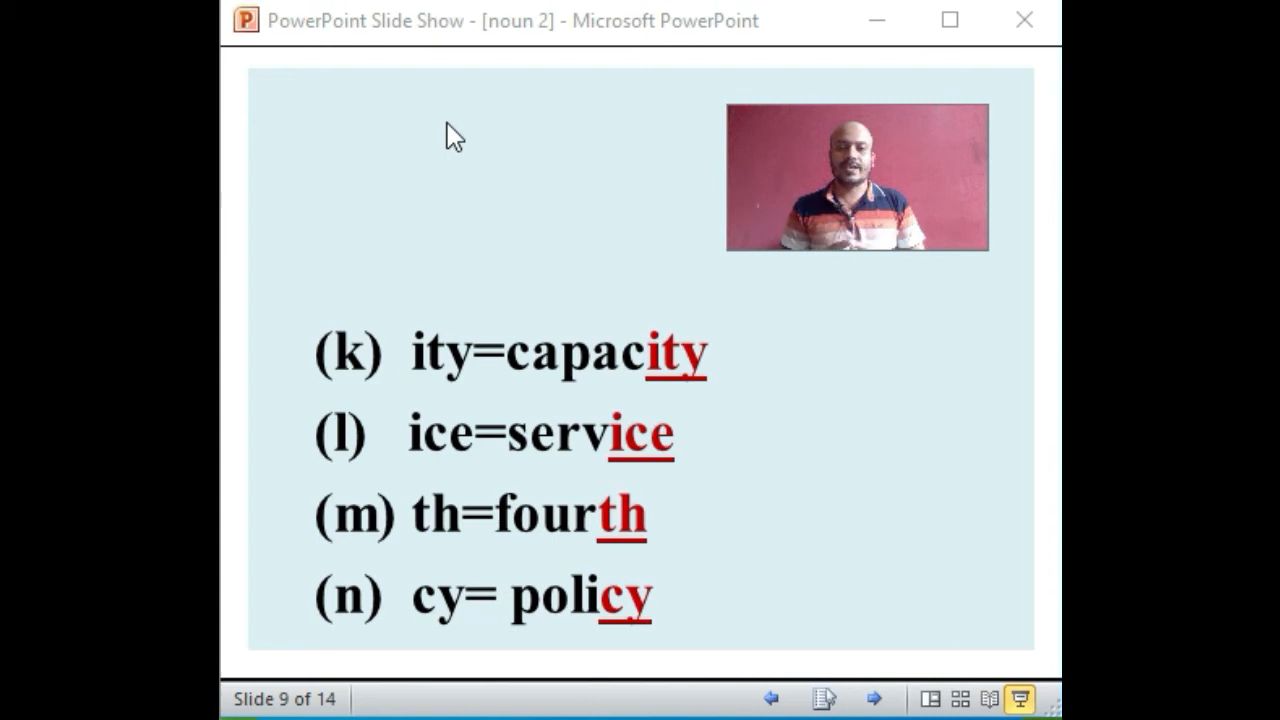 PowerPoint Slide Show - [noun 2] - Microsoft PowerPoint
(k) ity=capacity
(l) ice=service
(m) th=fourth
(n) cy= policy
Slide 9 of 14